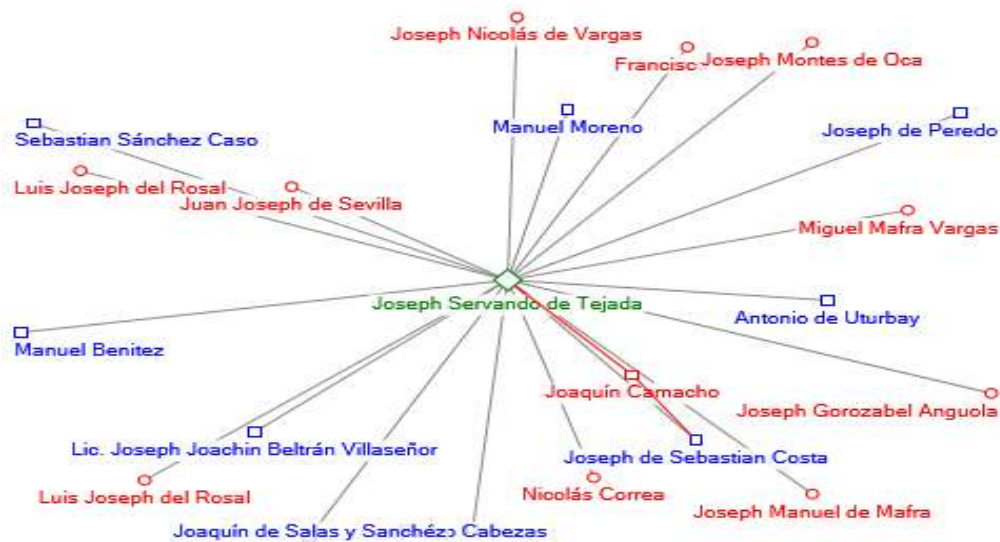 Joseph Nicolás de Vargas
Francisc
Joseph Montes de Oca
Manuel Moreno
Joseph de Peredo
Sebastian Sánchez Caso
Luis Joseph del Rosal
Juan Joseph de Sevilla
Miguel Mafra Vargas
Joseph Servando de Tejada
Antonio de Uturbay
Manuel Benitez
Joaquín Camacho
Joseph Gorozabel Anguola
Lic. Joseph Joachin Beltrán Villaseñor
Joseph de Sebastian Costa
Luis Joseph del Rosal
Nicolás Correa
Joseph Manuel de Mafra
Joaquín de Salas y Sanché
Cabezas